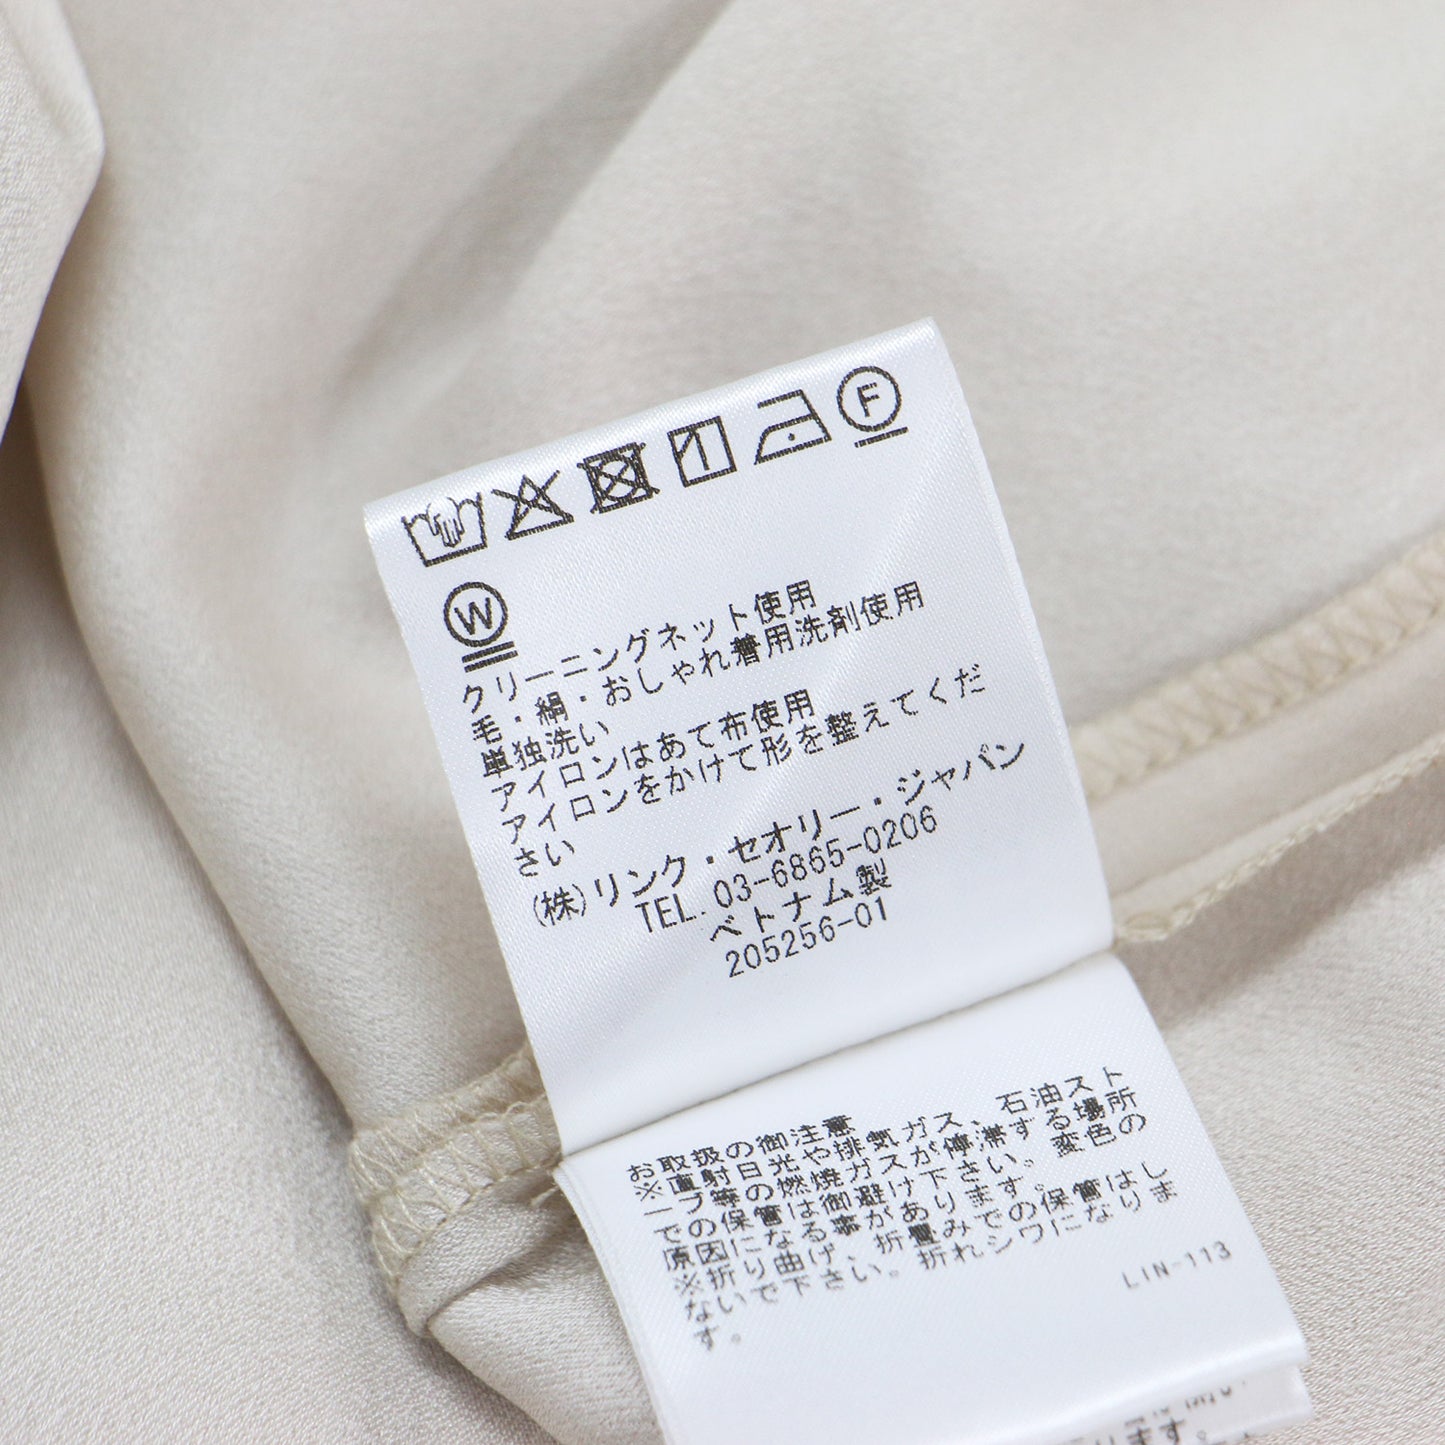 F
W
クリーニングネット使用
毛・絹・おしゃれ着用洗剤使用
単独洗い
アイロンはあて布使用
アイロンをかけて形を整えてくだ
さい
(株)リンク・セオリー・ジャパン
TEL. 03-6865-0206
ベトナム製
205256-01
お取扱の御注意
※直射日光や排気ガス、石油スト
ーブ等の燃焼ガスが停滞する場所
での保管は御避け下さい。変色の
原因になる事があります。
※折り曲げ、折畳みでの保管はし
ないで下さい。折れシワになりま
す。
LIN-113
ります。